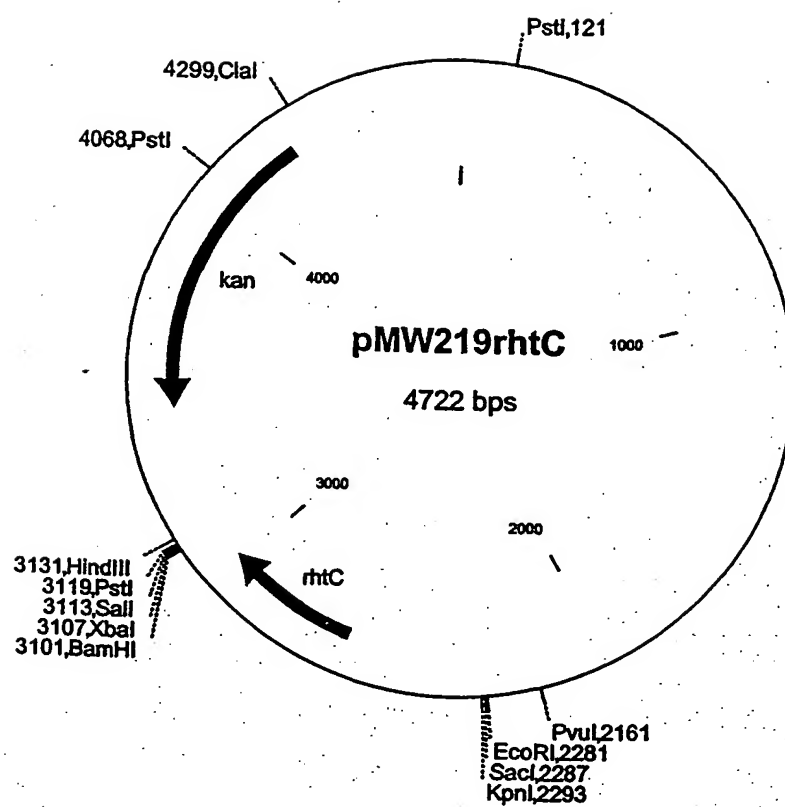 PstI,121
4299,ClaI
4068,PstI
kan
4000
pMW219rhtC
1000
4722 bps
3000
2000
rhtC
3131,HindIII
3119,PstI
3113,SalI
3107,XbaI
3101,BamHI
PvuI,2161
EcoRI,2281
SacI,2287
KpnI,2293